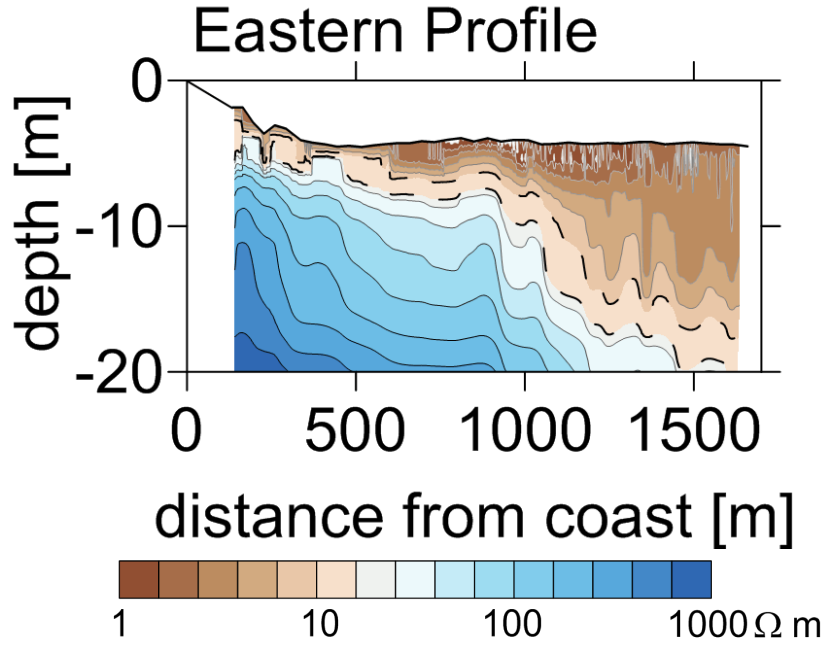 Eastern Profile
0
-10
-20
depth [m]
0 500 1000 1500
distance from coast [m]
1 10 100 1000 Ω m